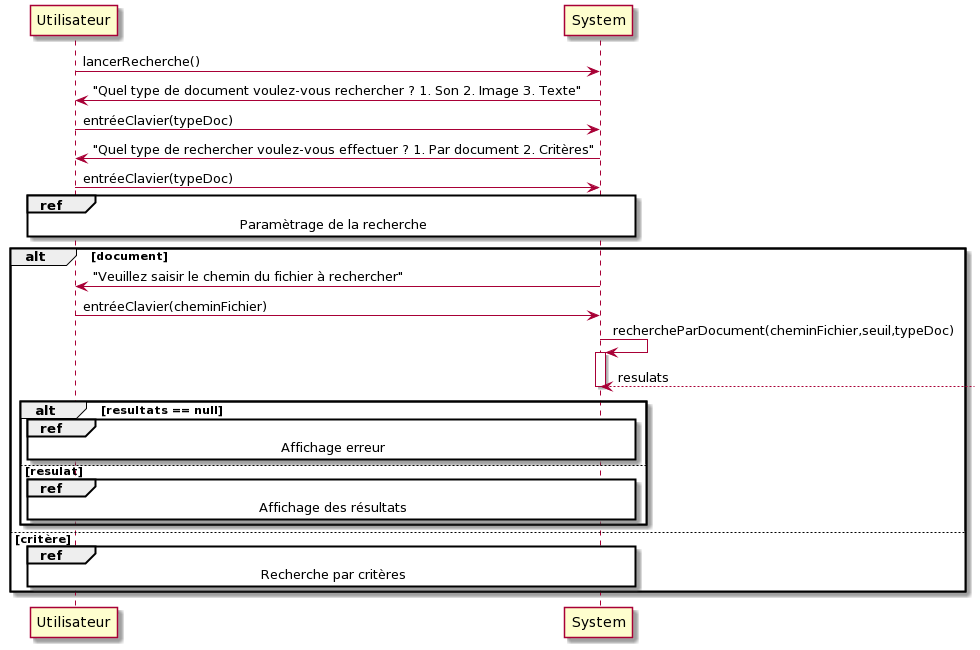 Utilisateur
System
lancerRecherche()
"Quel type de document voulez-vous rechercher ? 1. Son 2. Image 3. Texte"
entréeClavier(typeDoc)
"Quel type de rechercher voulez-vous effectuer ? 1. Par document 2. Critères"
entréeClavier(typeDoc)
ref
Paramètrage de la recherche
alt [document]
"Veuillez saisir le chemin du fichier à rechercher"
entréeClavier(cheminFichier)
rechercheParDocument(cheminFichier,seuil,typeDoc)
resulats
alt [resultats == null]
ref
Affichage erreur
[resulat]
ref
Affichage des résultats
[critère]
ref
Recherche par critères
Utilisateur
System